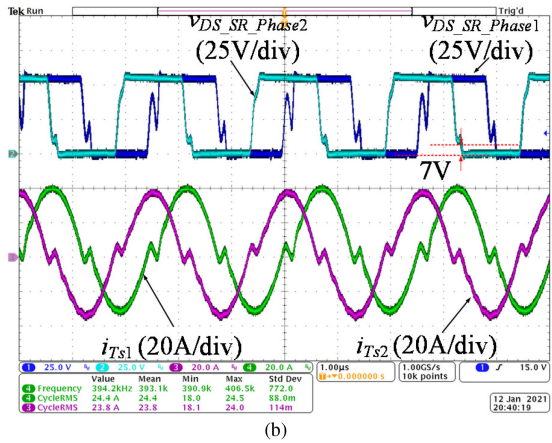 Tek Run
Trig'd
vDS_SR_Phase2
(25V/div)
vDS_SR_Phase1
(25V/div)
7V
iTs1 (20A/div)
iTs2 (20A/div)
1 25.0 V
2 25.0 V
3 20.0 A
4 20.0 A
1.00µs
T→▼0.000000 s
1.00GS/s
10k points
1
15.0 V
Value Mean Min Max Std Dev
4 Frequency 394.2kHz 393.1k 390.9k 406.5k 772.0
4 CycleRMS 24.4 A 24.4 18.0 24.5 88.0m
3 CycleRMS 23.8 A 23.8 18.1 24.0 114m
12 Jan 2021
20:40:19
(b)